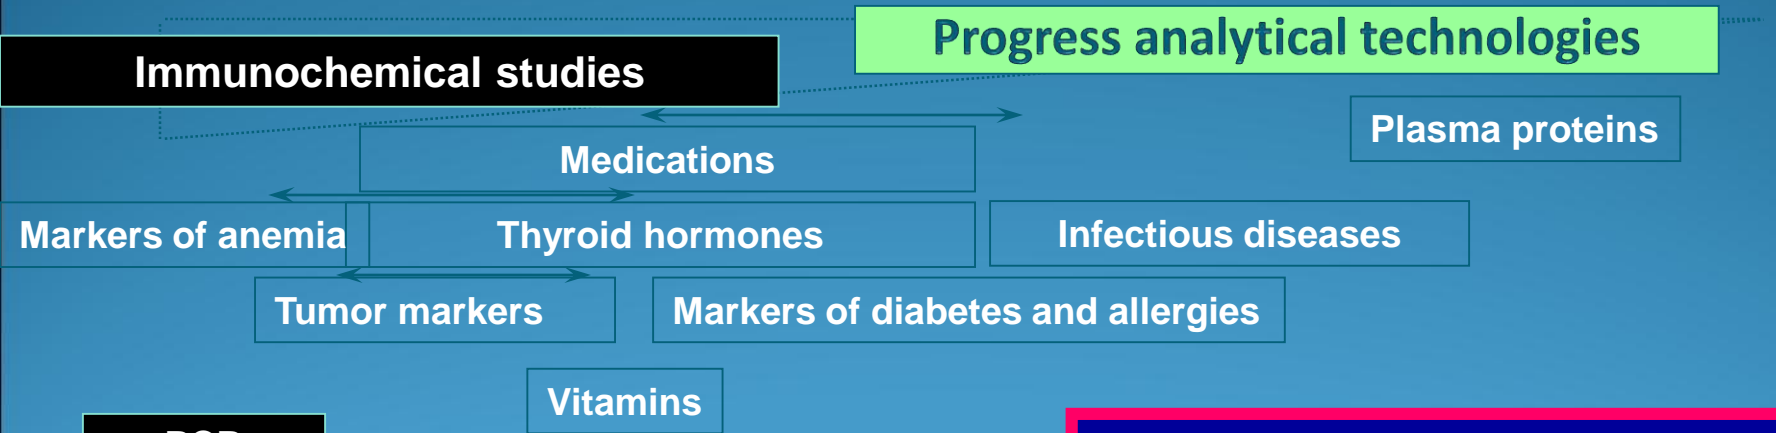 Progress analytical technologies
Immunochemical studies
Plasma proteins
Medications
Markers of anemia
Thyroid hormones
Infectious diseases
Tumor markers
Markers of diabetes and allergies
Vitamins